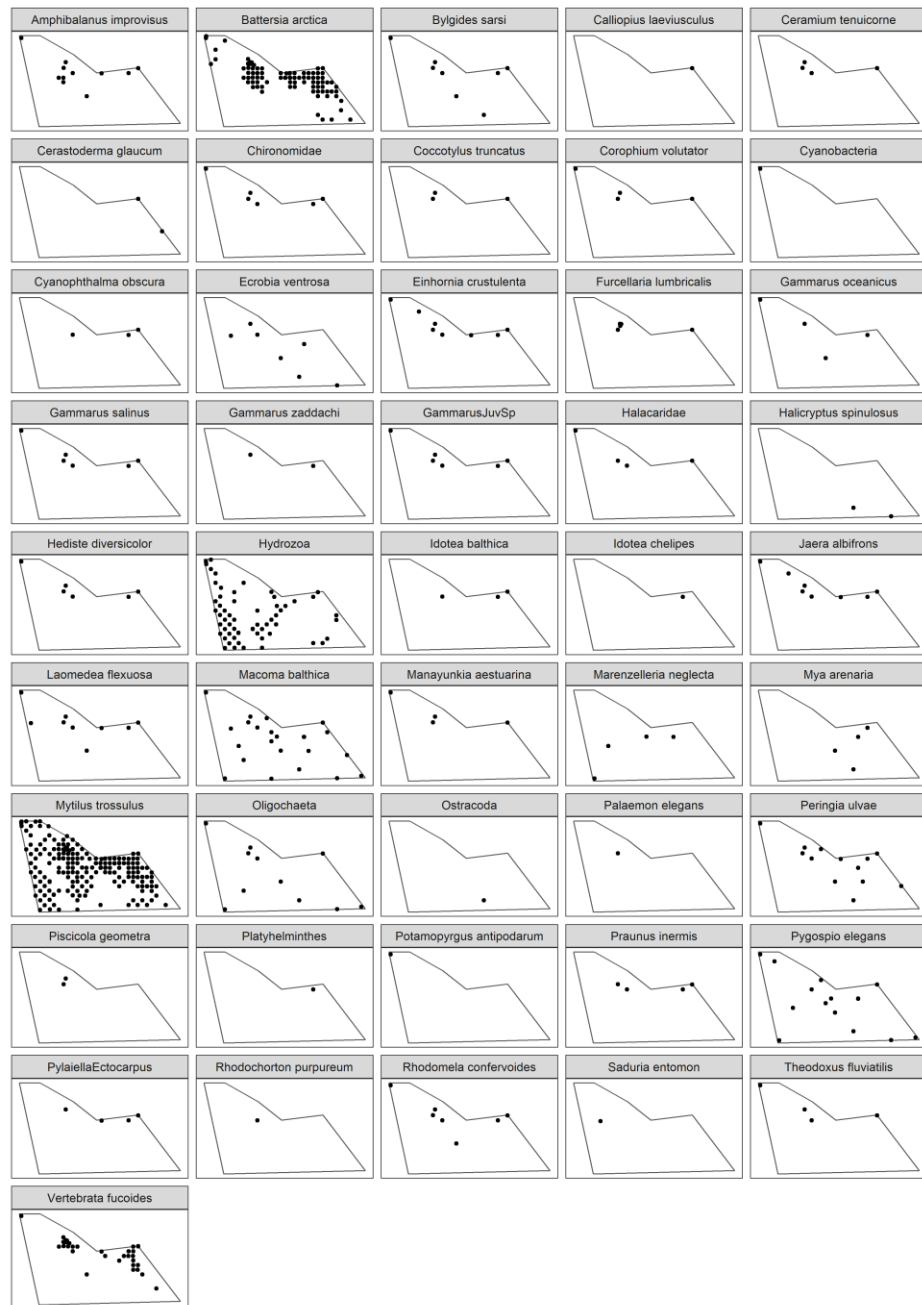 Amphibalanus improvisus
Battersia arctica
Bylgides sarsi
Calliopius laeviusculus
Ceramium tenuicorne
Cerastoderma glaucum
Chironomidae
Coccotylus truncatus
Corophium volutator
Cyanobacteria
Cyanophthalma obscura
Ecrobia ventrosa
Einhornia crustulenta
Furcellaria lumbricalis
Gammarus oceanicus
Gammarus salinus
Gammarus zaddachi
GammarusJuvSp
Halacaridae
Halicryptus spinulosus
Hediste diversicolor
Hydrozoa
Idotea balthica
Idotea chelipes
Jaera albifrons
Laomedea flexuosa
Macoma balthica
Manayunkia aestuarina
Marenzelleria neglecta
Mya arenaria
Mytilus trossulus
Oligochaeta
Ostracoda
Palaemon elegans
Peringia ulvae
Piscicola geometra
Platyhelminthes
Potamopyrgus antipodarum
Praunus inermis
Pygospio elegans
PylaiellaEctocarpus
Rhodochorton purpureum
Rhodomela confervoides
Saduria entomon
Theodoxus fluviatilis
Vertebrata fucoides